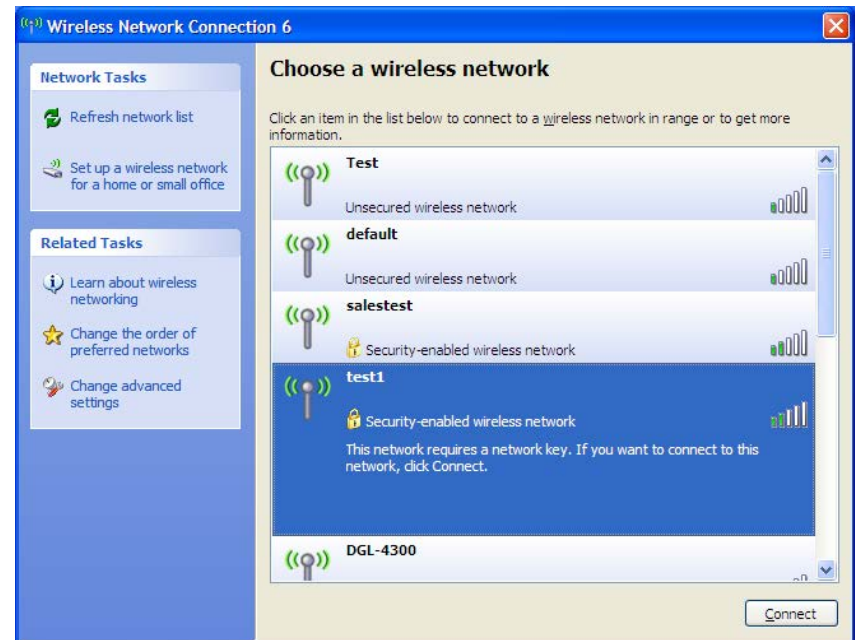 Wireless Network Connection 6
Network Tasks
Refresh network list
Set up a wireless network
for a home or small office
Related Tasks
Learn about wireless
networking
Change the order of
preferred networks
Change advanced
settings
Choose a wireless network
Click an item in the list below to connect to a wireless network in range or to get more
information.
Test
Unsecured wireless network
default
Unsecured wireless network
salestest
Security-enabled wireless network
test1
Security-enabled wireless network
This network requires a network key. If you want to connect to this
network, click Connect.
DGL-4300
Connect